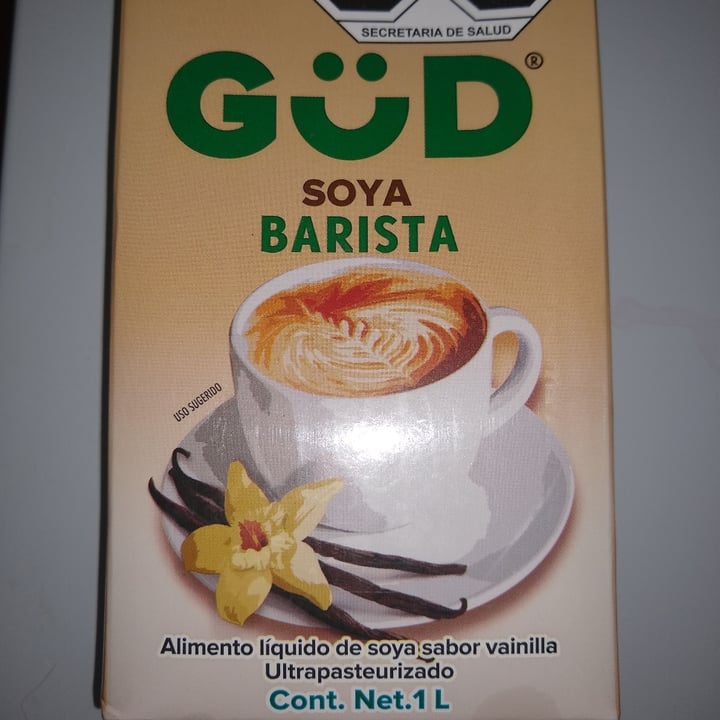 SECRETARIA DE SALUD
GÜD®
SOYA
BARISTA
USO SUGERIDO
Alimento líquido de soya sabor vainilla
Ultrapasteurizado
Cont. Net.1 L